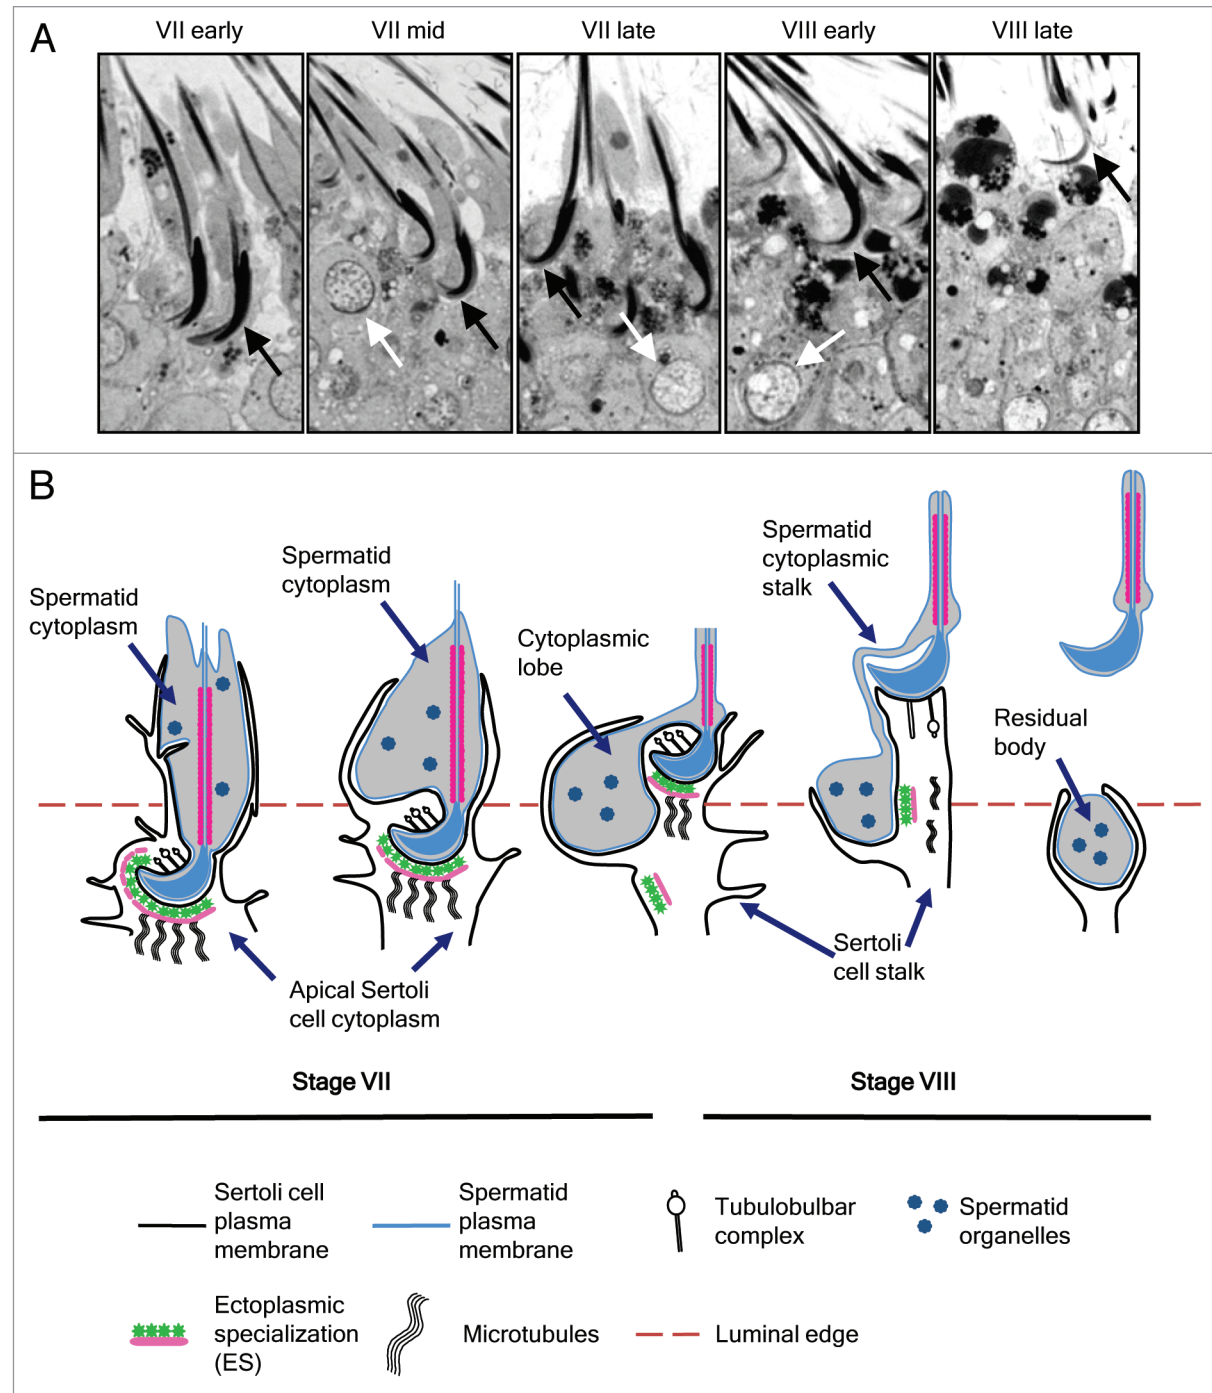 A
VII early
VII mid
VII late
VIII early
VIII late
B
Spermatid
cytoplasm
Spermatid
cytoplasm
Cytoplasmic
lobe
Spermatid
cytoplasmic
stalk
Residual
body
Apical Sertoli
cell cytoplasm
Sertoli
cell stalk
Stage VII
Stage VIII
Sertoli cell
plasma
membrane
Spermatid
plasma
membrane
Tubulobulbar
complex
Spermatid
organelles
Ectoplasmic
specialization
(ES)
Microtubules
Luminal edge